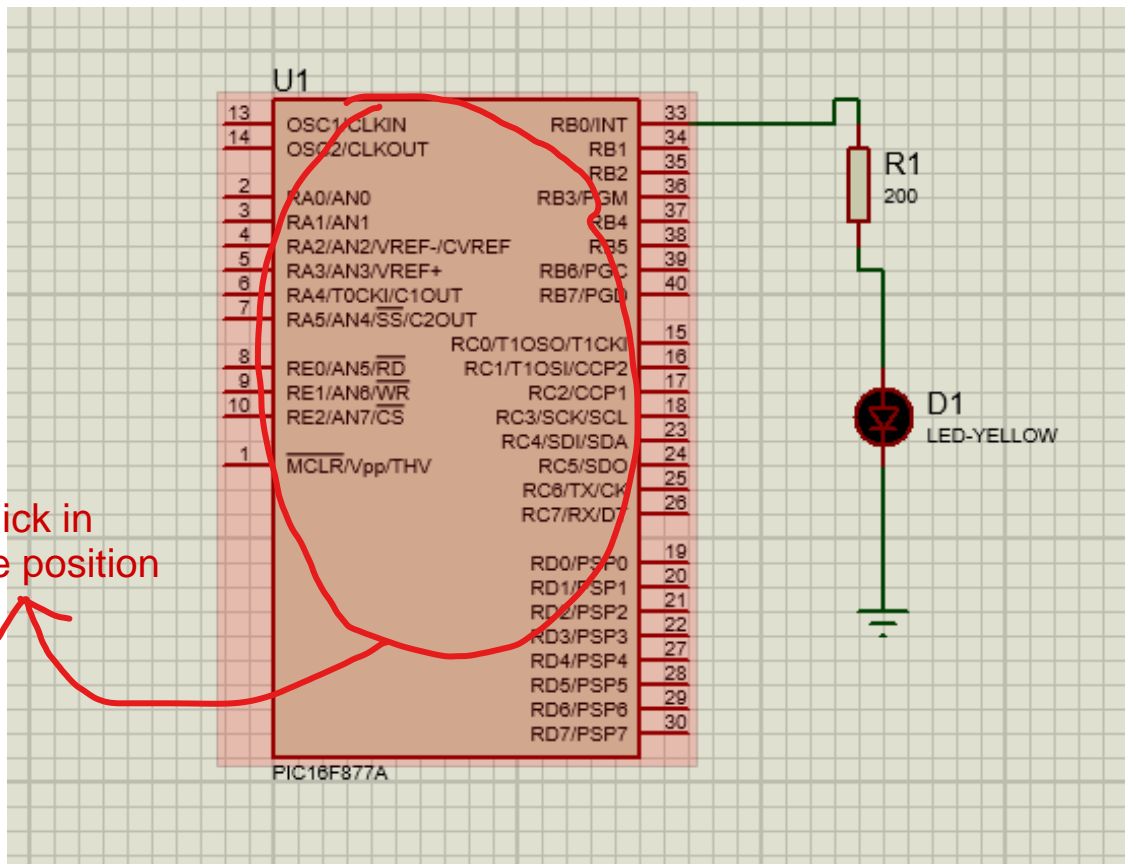 U1
13 OSC1/CLKIN
14 OSC2/CLKOUT
2 RA0/AN0
3 RA1/AN1
4 RA2/AN2/VREF-/CVREF
5 RA3/AN3/VREF+
6 RA4/T0CKI/C1OUT
7 RA5/AN4/SS/C2OUT
8 RE0/AN5/RD
9 RE1/AN6/WR
10 RE2/AN7/CS
1 MCLR/Vpp/THV
RB0/INT 33
RB1 34
RB2 35
RB3/PGM 36
RB4 37
RB5 38
RB6/PGC 39
RB7/PGD 40
RC0/T1OSO/T1CKI 15
RC1/T1OSI/CCP2 16
RC2/CCP1 17
RC3/SCK/SCL 18
RC4/SDI/SDA 23
RC5/SDO 24
RC6/TX/CK 25
RC7/RX/DT 26
RD0/PSP0 19
RD1/PSP1 20
RD2/PSP2 21
RD3/PSP3 22
RD4/PSP4 27
RD5/PSP5 28
RD6/PSP6 29
RD7/PSP7 30
PIC16F877A
R1
200
D1
LED-YELLOW
in
position